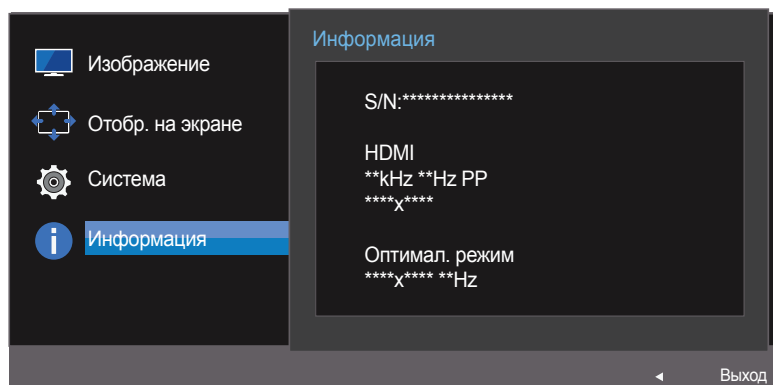 Изображение
Отобр. на экране
Система
Информация
Информация
S/N:***************
HDMI
**kHz **Hz PP
****x****
Оптимал. режим
****x**** **Hz
Выход